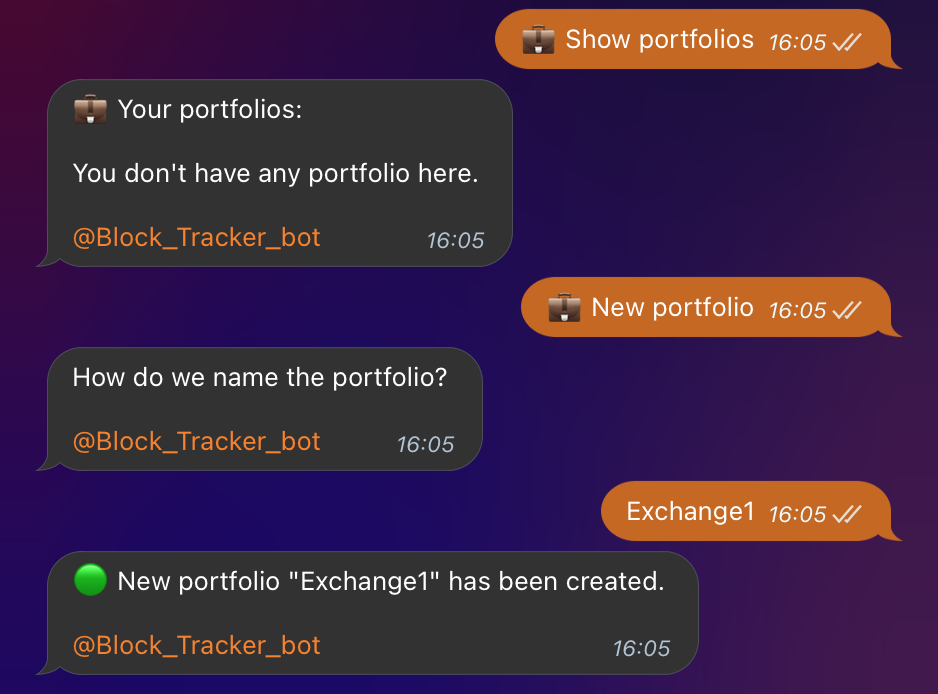 💼 Show portfolios 16:05
💼 Your portfolios:
You don't have any portfolio here.
@Block_Tracker_bot 16:05
💼 New portfolio 16:05
How do we name the portfolio?
@Block_Tracker_bot 16:05
Exchange1 16:05
🟢 New portfolio "Exchange1" has been created.
@Block_Tracker_bot 16:05